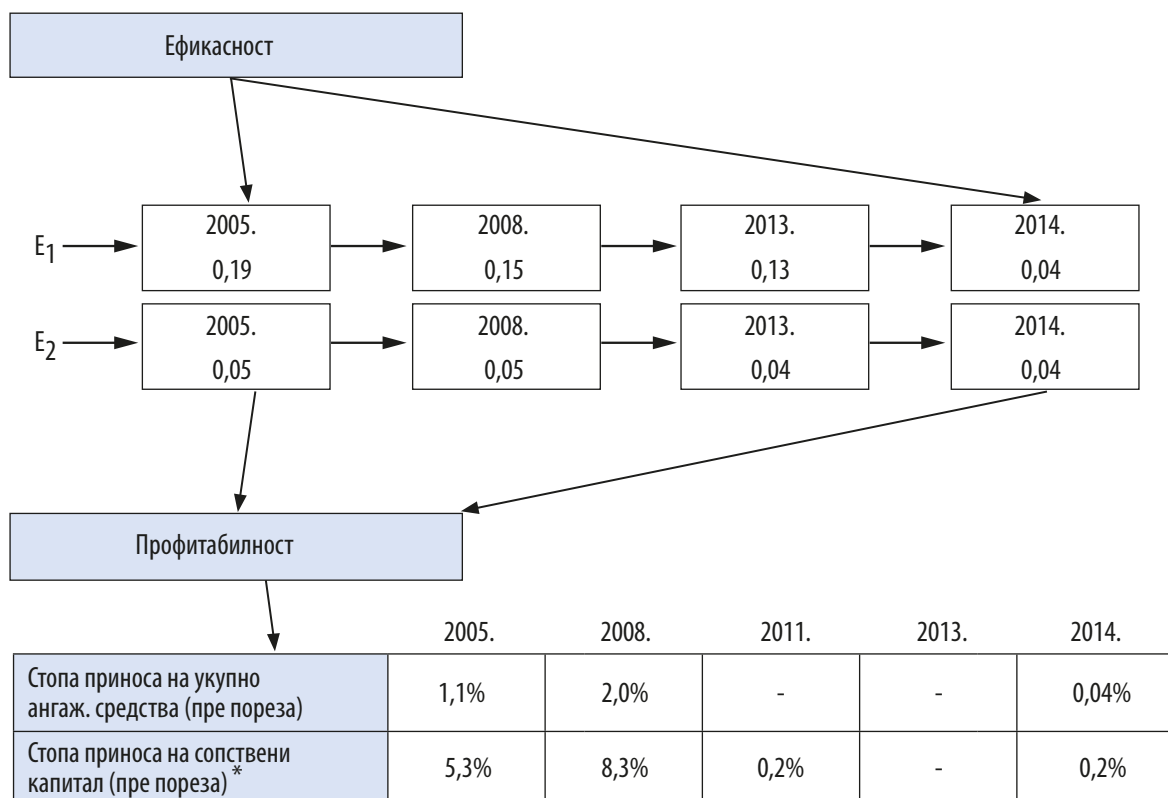 Ефикасност
E1
2005.
0,19
2008.
0,15
2013.
0,13
2014.
0,04
E2
2005.
0,05
2008.
0,05
2013.
0,04
2014.
0,04
Профитабилност
2005. 2008. 2011. 2013. 2014.
Стопа приноса на укупно
ангаж. средства (пре пореза)
1,1% 2,0% - - 0,04%
Стопа приноса на сопствени
капитал (пре пореза) *
5,3% 8,3% 0,2% - 0,2%